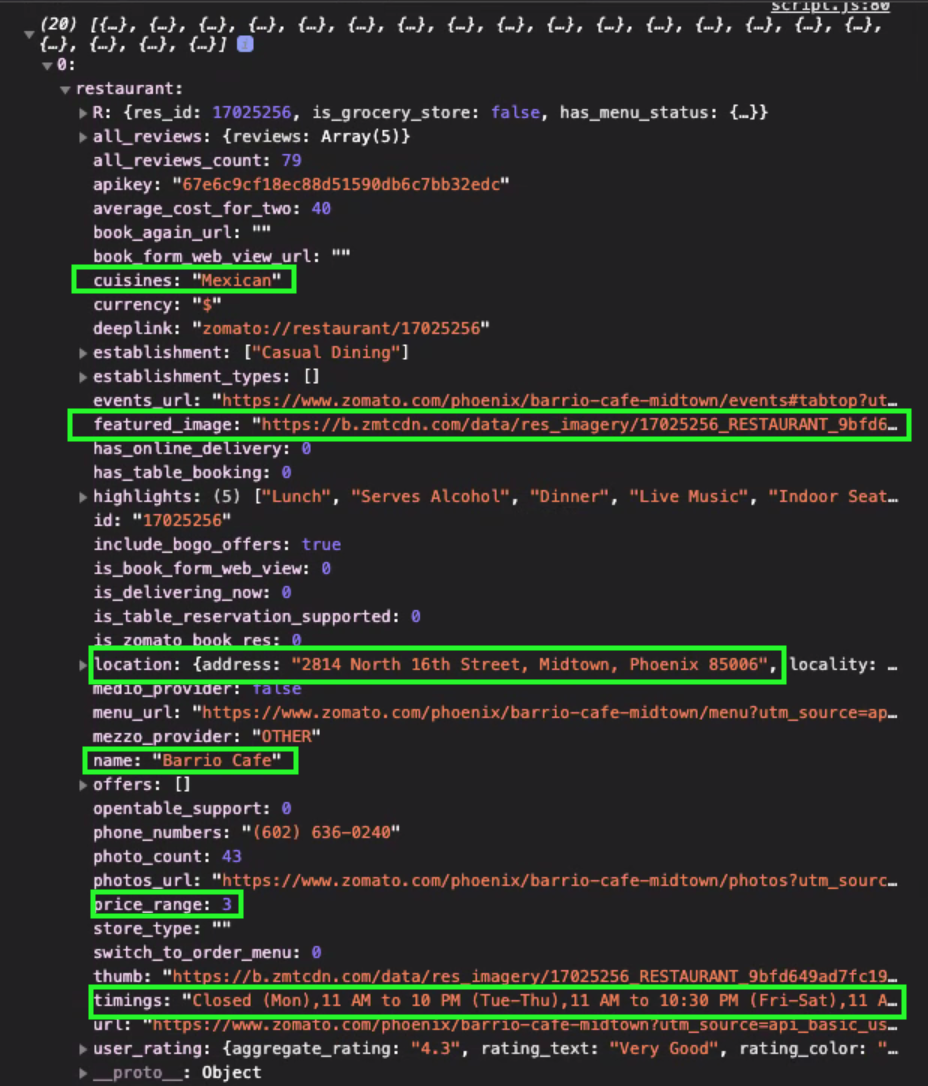 script.js:80
(20) [{…}, {…}, {…}, {…}, {…}, {…}, {…}, {…}, {…}, {…}, {…}, {…}, {…}, {…}, {…}, {…},
{…}, {…}, {…}, {…}] i
0:
restaurant:
R: {res_id: 17025256, is_grocery_store: false, has_menu_status: {…}}
all_reviews: {reviews: Array(5)}
all_reviews_count: 79
apikey: "67e6c9cf18ec88d51590db6c7bb32edc"
average_cost_for_two: 40
book_again_url: ""
book_form_web_view_url: ""
cuisines: "Mexican"
currency: "$"
deeplink: "zomato://restaurant/17025256"
establishment: ["Casual Dining"]
establishment_types: []
events_url: "https://www.zomato.com/phoenix/barrio-cafe-midtown/events#tabtop?ut…
featured_image: "https://b.zmtcdn.com/data/res_imagery/17025256_RESTAURANT_9bfd6…
has_online_delivery: 0
has_table_booking: 0
highlights: (5) ["Lunch", "Serves Alcohol", "Dinner", "Live Music", "Indoor Seat…
id: "17025256"
include_bogo_offers: true
is_book_form_web_view: 0
is_delivering_now: 0
is_table_reservation_supported: 0
is_zomato_book_res: 0
location: {address: "2814 North 16th Street, Midtown, Phoenix 85006", locality: …
medio_provider: false
menu_url: "https://www.zomato.com/phoenix/barrio-cafe-midtown/menu?utm_source=ap…
mezzo_provider: "OTHER"
name: "Barrio Cafe"
offers: []
opentable_support: 0
phone_numbers: "(602) 636-0240"
photo_count: 43
photos_url: "https://www.zomato.com/phoenix/barrio-cafe-midtown/photos?utm_sourc…
price_range: 3
store_type: ""
switch_to_order_menu: 0
thumb: "https://b.zmtcdn.com/data/res_imagery/17025256_RESTAURANT_9bfd649ad7fc19…
timings: "Closed (Mon),11 AM to 10 PM (Tue-Thu),11 AM to 10:30 PM (Fri-Sat),11 A…
url: "https://www.zomato.com/phoenix/barrio-cafe-midtown?utm_source=api_basic_us…
user_rating: {aggregate_rating: "4.3", rating_text: "Very Good", rating_color: "…
__proto__: Object